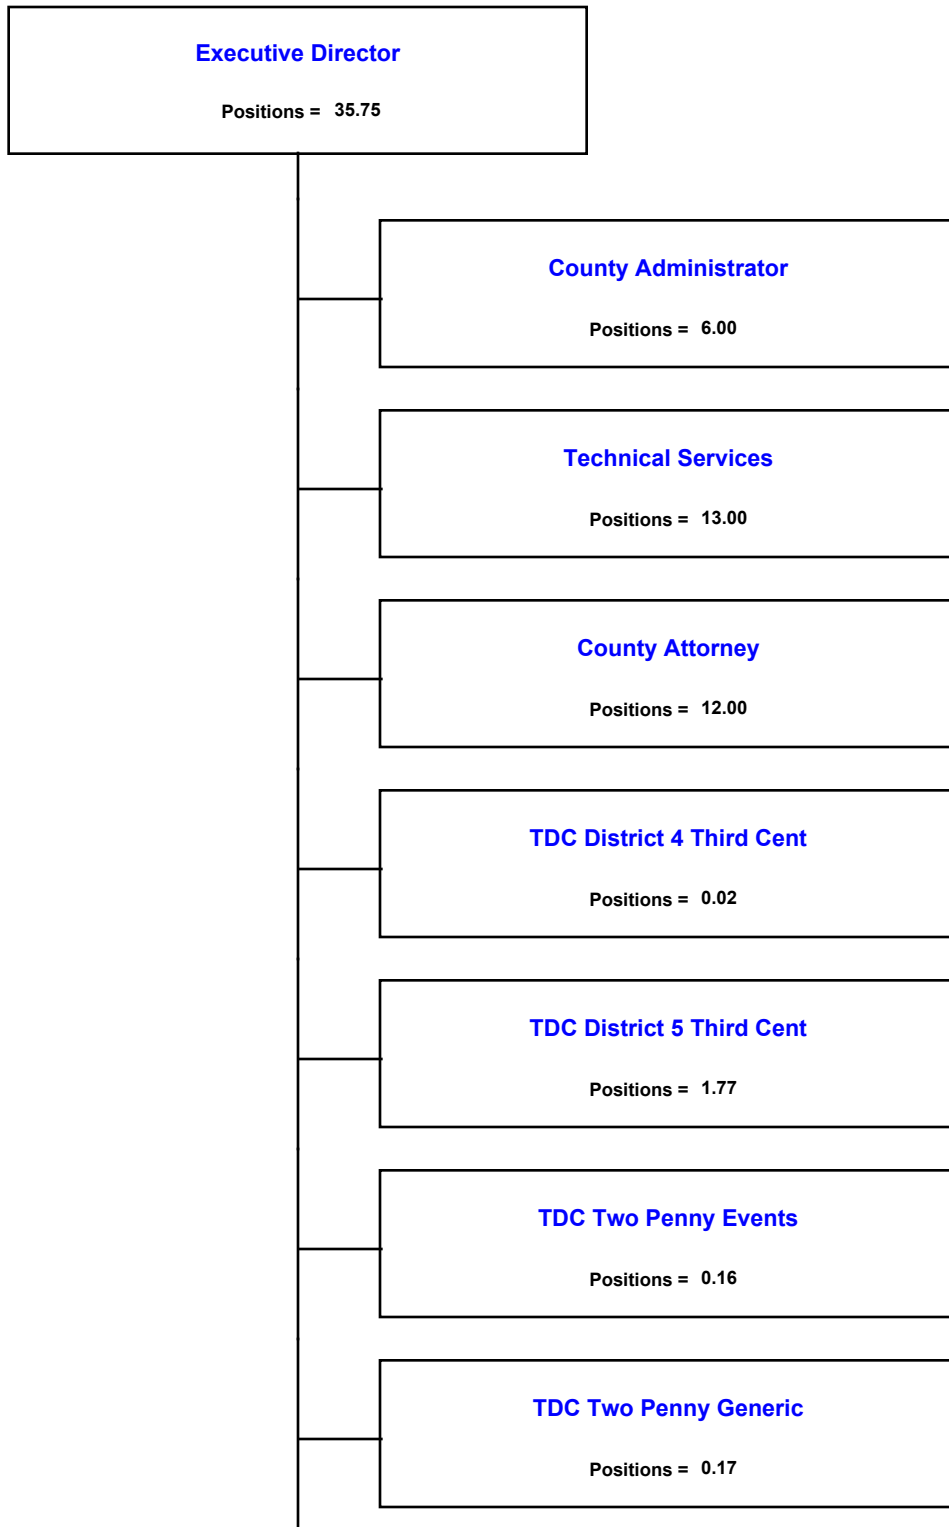 Executive Director
Positions = 35.75
County Administrator
Positions = 6.00
Technical Services
Positions = 13.00
County Attorney
Positions = 12.00
TDC District 4 Third Cent
Positions = 0.02
TDC District 5 Third Cent
Positions = 1.77
TDC Two Penny Events
Positions = 0.16
TDC Two Penny Generic
Positions = 0.17